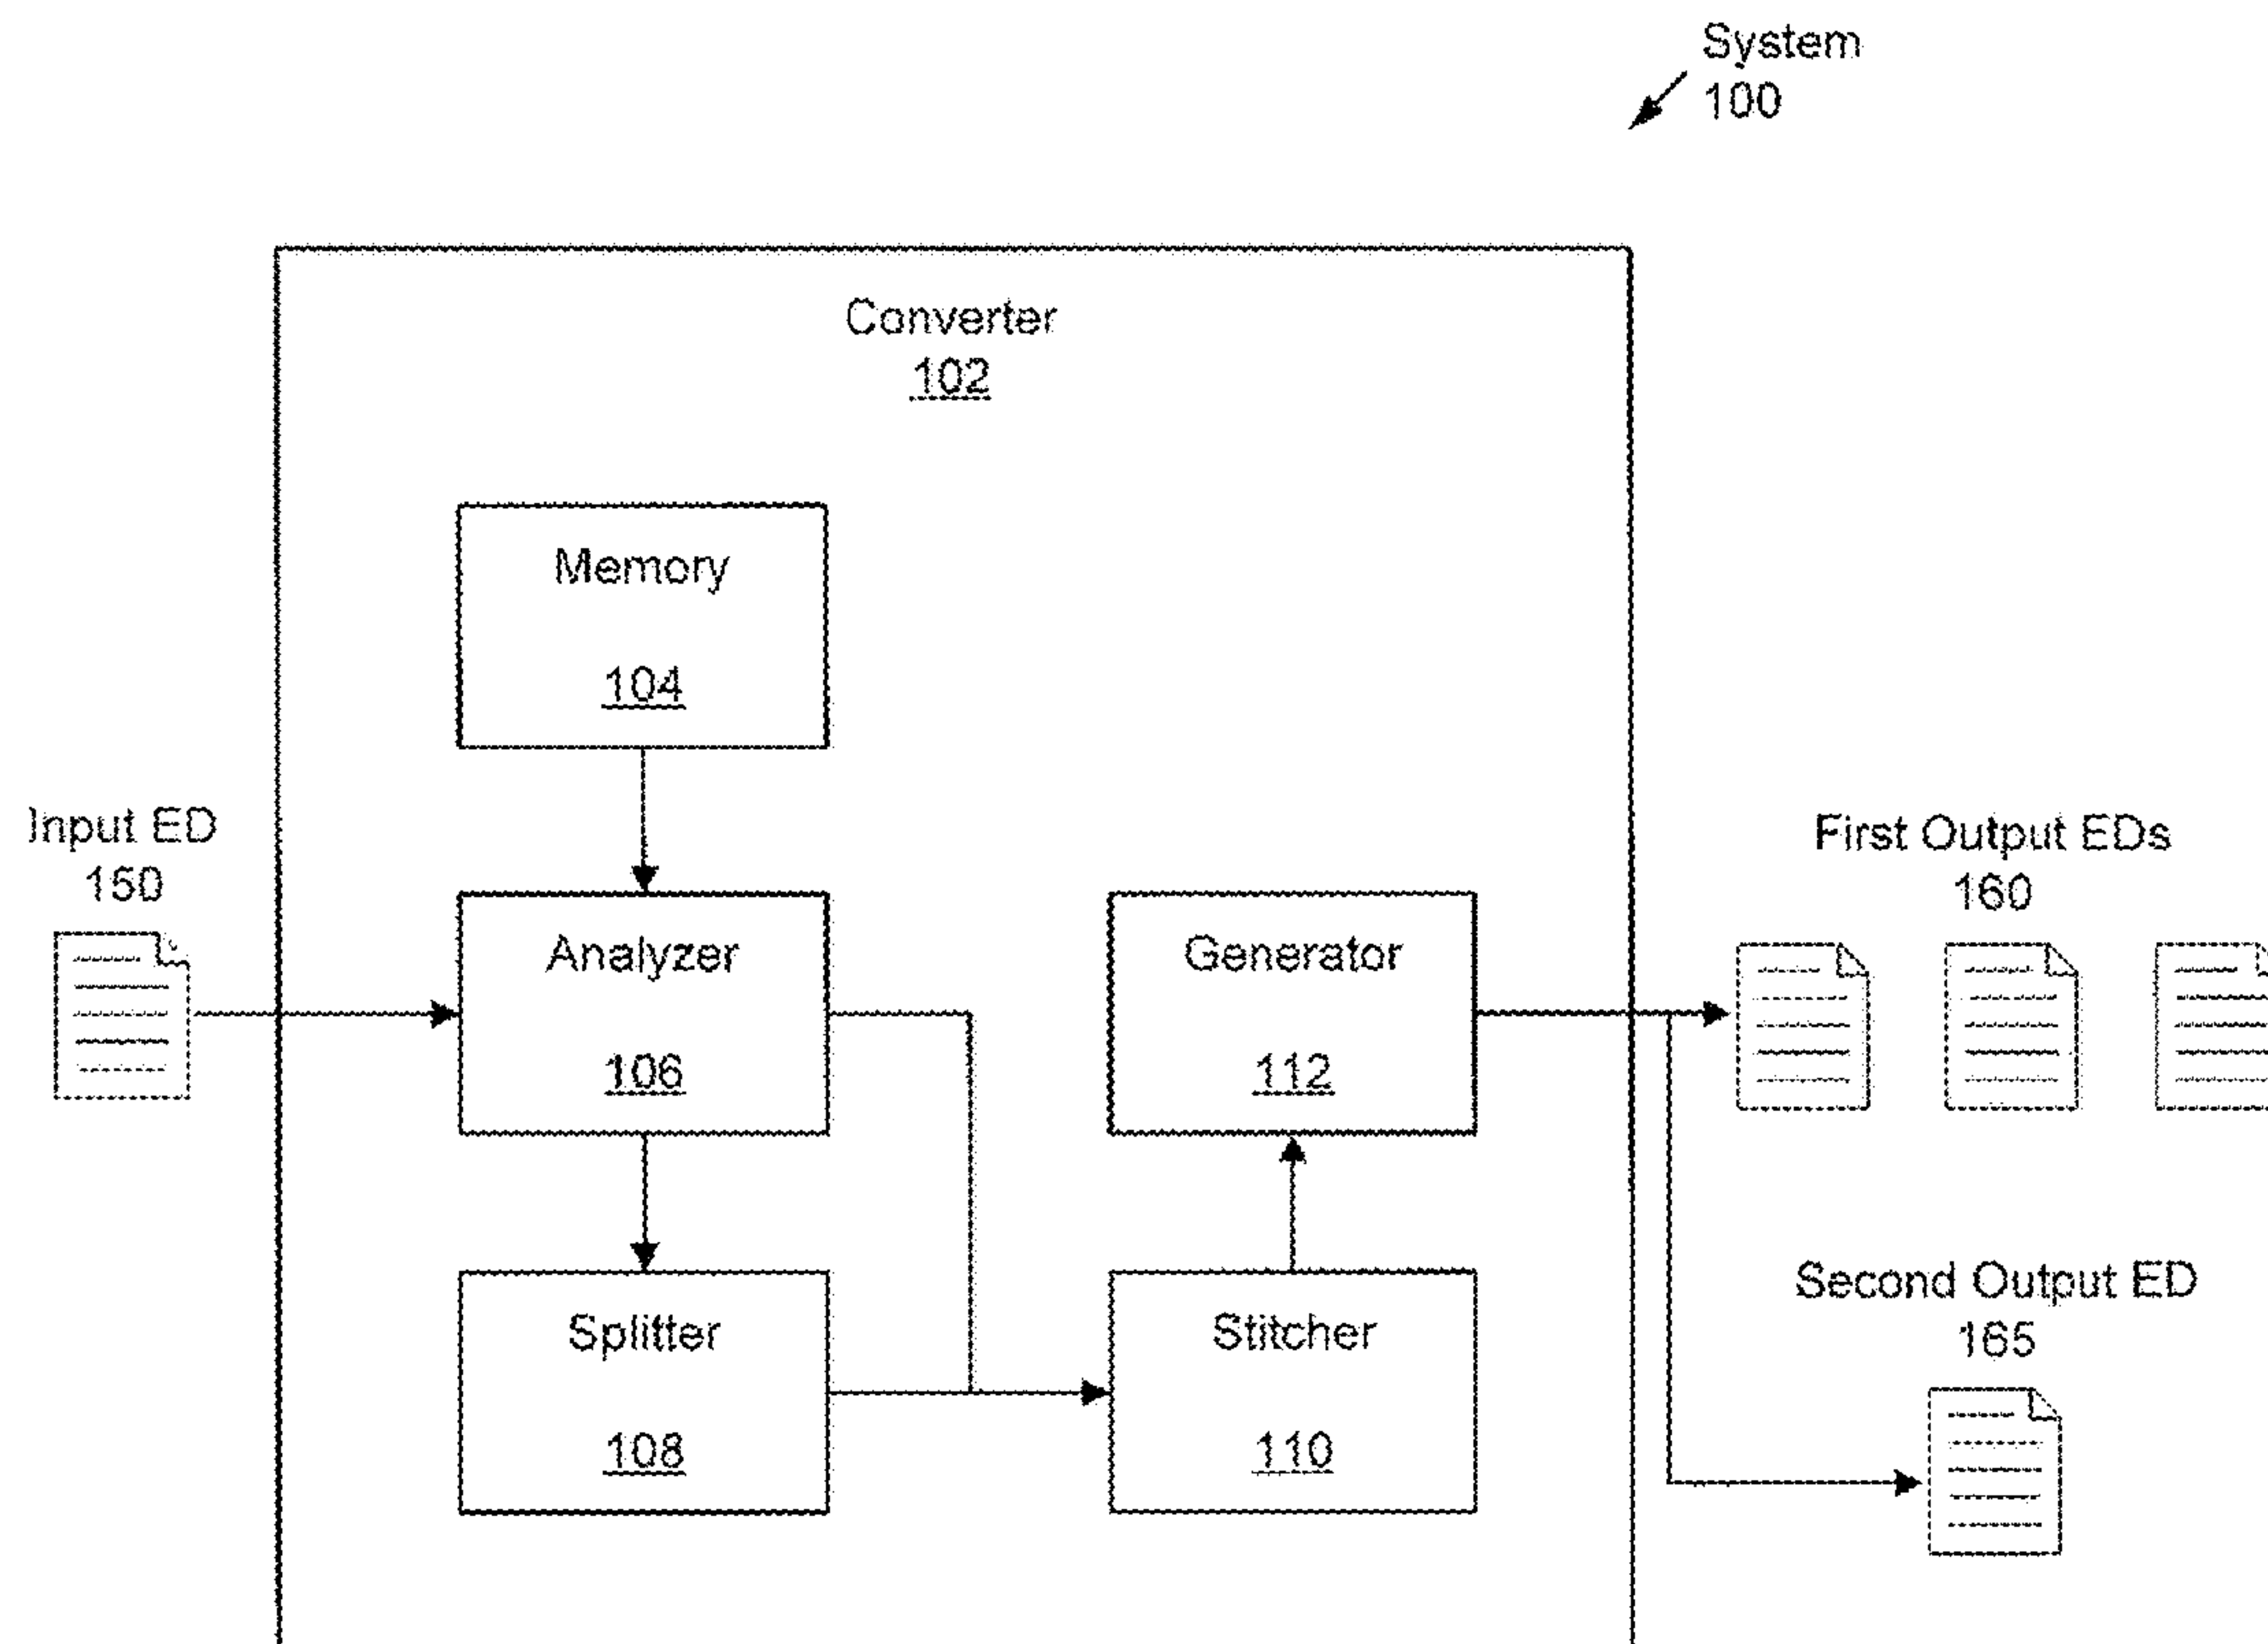 System
100
Converter
102
Memory
104
Input ED
150
Analyzer
106
Generator
112
First Output EDs
160
Splitter
108
Stitcher
110
Second Output ED
165